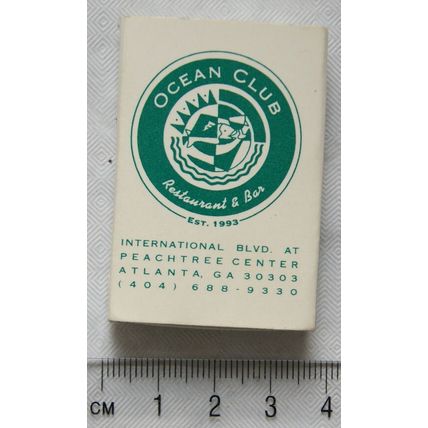 OCEAN CLUB
Restaurant & Bar
EST. 1993
INTERNATIONAL BLVD. AT
PEACHTREE CENTER
ATLANTA, GA 30303
(404) 688-9330
CM 1 2 3 4